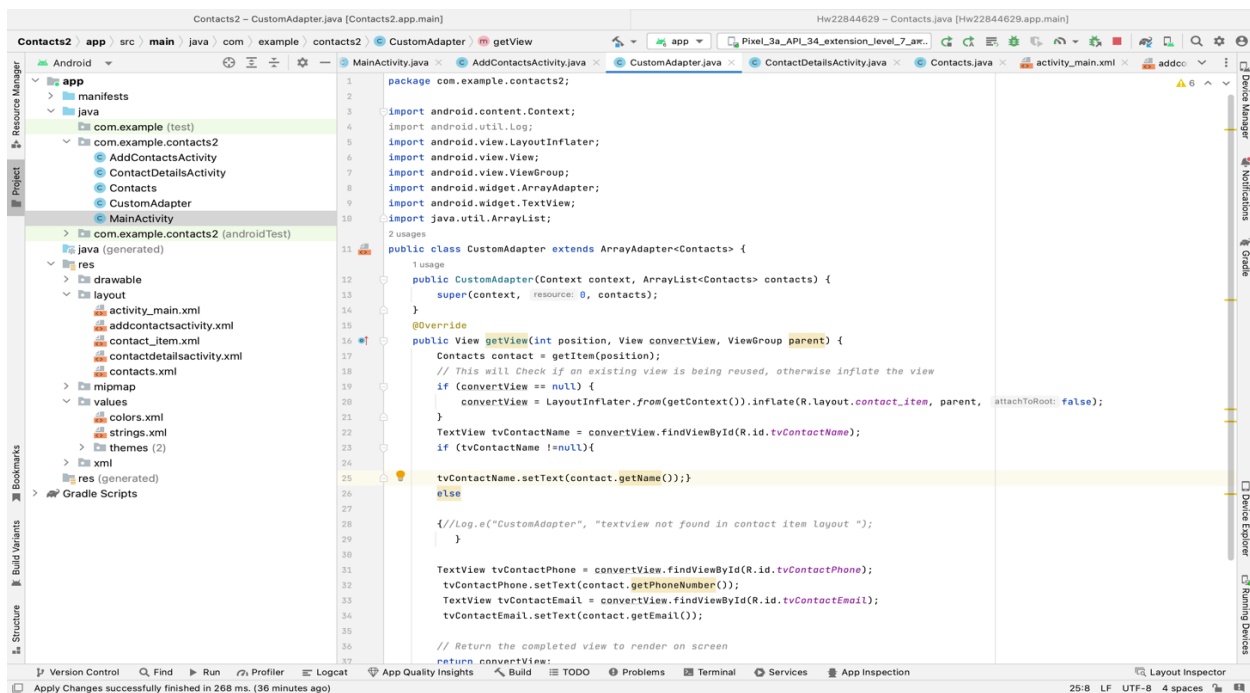 Contacts2 – CustomAdapter.java [Contacts2.app.main]
Hw22844629 – Contacts.java [Hw22844629.app.main]
Contacts2 app src main java com example contacts2 CustomAdapter getView
app
Pixel_3a_API_34_extension_level_7_ar..
Android
MainActivity.java
AddContactsActivity.java
CustomAdapter.java
ContactDetailsActivity.java
Contacts.java
activity_main.xml
addco
Resource Manager
Project
Bookmarks
Build Variants
Structure
app
manifests
java
com.example (test)
com.example.contacts2
AddContactsActivity
ContactDetailsActivity
Contacts
CustomAdapter
MainActivity
com.example.contacts2 (androidTest)
java (generated)
res
drawable
layout
activity_main.xml
addcontactsactivity.xml
contact_item.xml
contactdetailsactivity.xml
contacts.xml
mipmap
values
colors.xml
strings.xml
themes (2)
xml
res (generated)
Gradle Scripts
6
1 package com.example.contacts2;
2
3 import android.content.Context;
4 import android.util.Log;
5 import android.view.LayoutInflater;
6 import android.view.View;
7 import android.view.ViewGroup;
8 import android.widget.ArrayAdapter;
9 import android.widget.TextView;
10 import java.util.ArrayList;
2 usages
11 public class CustomAdapter extends ArrayAdapter<Contacts> {
1 usage
12 public CustomAdapter(Context context, ArrayList<Contacts> contacts) {
13 super(context, resource: 0, contacts);
14 }
15 @Override
16 public View getView(int position, View convertView, ViewGroup parent) {
17 Contacts contact = getItem(position);
18 // This will Check if an existing view is being reused, otherwise inflate the view
19 if (convertView == null) {
20 convertView = LayoutInflater.from(getContext()).inflate(R.layout.contact_item, parent, attachToRoot: false);
21 }
22 TextView tvContactName = convertView.findViewById(R.id.tvContactName);
23 if (tvContactName !=null){
24
25 tvContactName.setText(contact.getName());}
26 else
27
28 {//Log.e("CustomAdapter", "textview not found in contact item layout ");
29 }
30
31 TextView tvContactPhone = convertView.findViewById(R.id.tvContactPhone);
32 tvContactPhone.setText(contact.getPhoneNumber());
33 TextView tvContactEmail = convertView.findViewById(R.id.tvContactEmail);
34 tvContactEmail.setText(contact.getEmail());
35
36 // Return the completed view to render on screen
37 return convertView;
Device Manager
Notifications
Gradle
Device Explorer
Running Devices
Version Control Find Run Profiler Logcat App Quality Insights Build TODO Problems Terminal Services App Inspection Layout Inspector
Apply Changes successfully finished in 268 ms. (36 minutes ago)
25:8 LF UTF-8 4 spaces